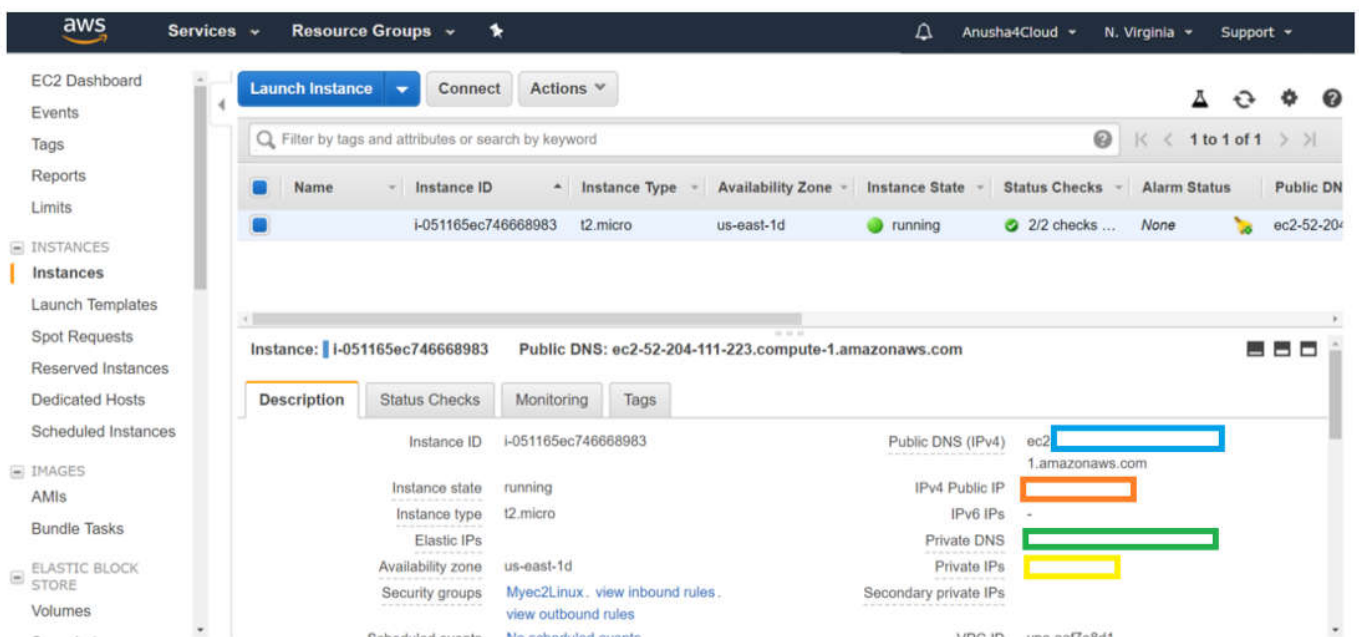 aws Services Resource Groups Anusha4Cloud N. Virginia Support
EC2 Dashboard
Events
Tags
Reports
Limits
INSTANCES
Instances
Launch Templates
Spot Requests
Reserved Instances
Dedicated Hosts
Scheduled Instances
IMAGES
AMIs
Bundle Tasks
ELASTIC BLOCK
STORE
Volumes
Launch Instance Connect Actions
Filter by tags and attributes or search by keyword 1 to 1 of 1
Name Instance ID Instance Type Availability Zone Instance State Status Checks Alarm Status Public DN
i-051165ec746668983 t2.micro us-east-1d running 2/2 checks ... None ec2-52-204
Instance: i-051165ec746668983 Public DNS: ec2-52-204-111-223.compute-1.amazonaws.com
Description Status Checks Monitoring Tags
Instance ID i-051165ec746668983 Public DNS (IPv4) ec2
1.amazonaws.com
Instance state running IPv4 Public IP
Instance type t2.micro IPv6 IPs -
Elastic IPs Private DNS
Availability zone us-east-1d Private IPs
Security groups Myec2Linux. view inbound rules. Secondary private IPs
view outbound rules
Scheduled events No scheduled events VPC ID